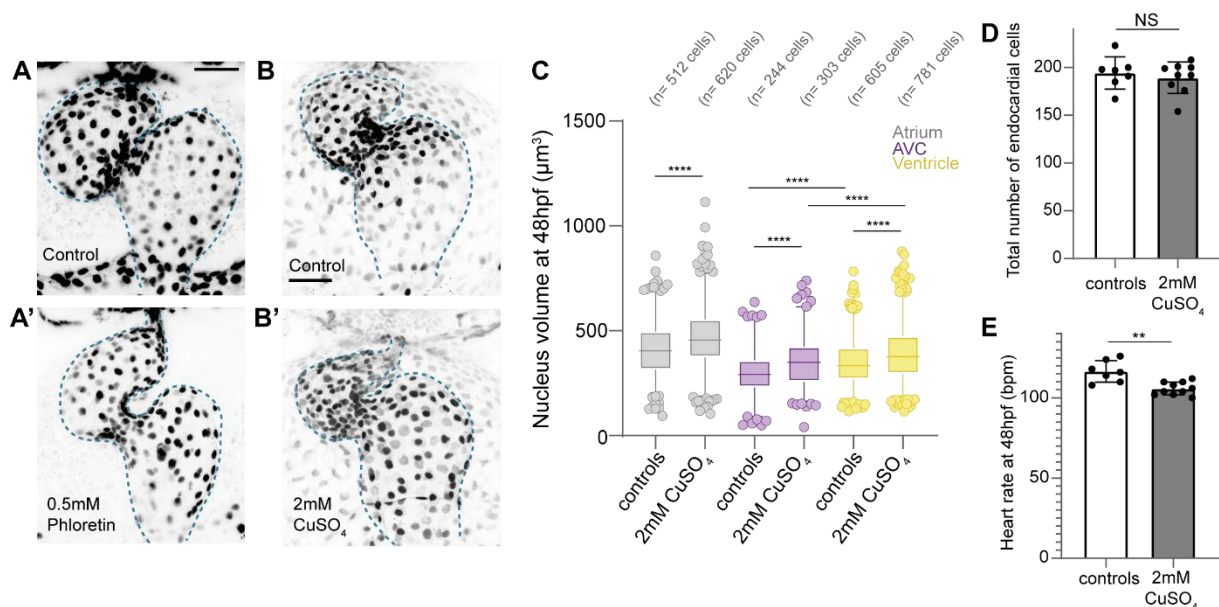 A
Control
B
Control
A'
0.5mM
Phloretin
B'
2mM
CuSO₄
C
(n= 512 cells)
(n= 620 cells)
(n= 244 cells)
(n= 303 cells)
(n= 605 cells)
(n= 781 cells)
Nucleus volume at 48hpf (µm³)
1500
1000
500
0
Atrium
AVC
Ventricle
****
****
****
****
****
controls
2mM CuSO₄
controls
2mM CuSO₄
controls
2mM CuSO₄
D
NS
Total number of endocardial cells
200
150
100
50
0
controls
2mM
CuSO₄
E
**
Heart rate at 48hpf (bpm)
100
0
controls
2mM
CuSO₄